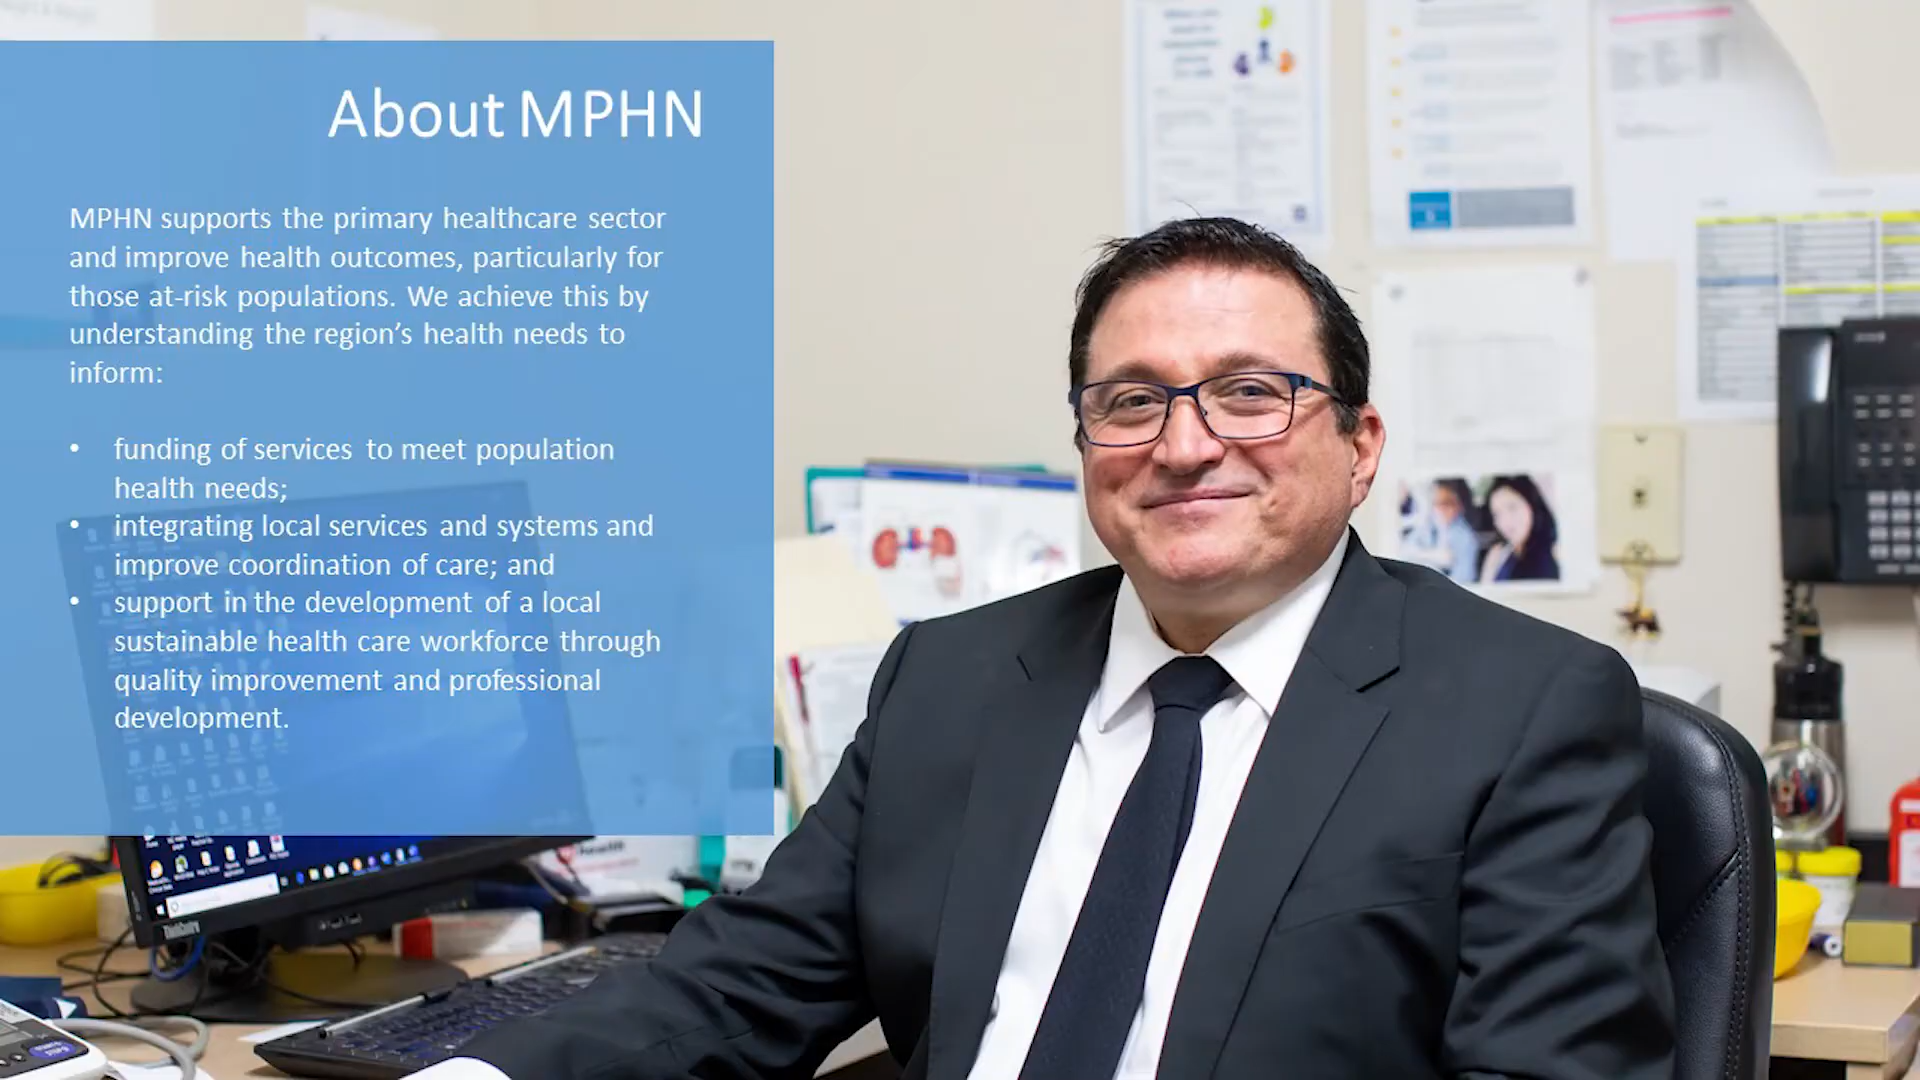 About MPHN
MPHN supports the primary healthcare sector
and improve health outcomes, particularly for
those at-risk populations. We achieve this by
understanding the region's health needs to
inform:
• funding of services to meet population
health needs;
• integrating local services and systems and
improve coordination of care; and
• support in the development of a local
sustainable health care workforce through
quality improvement and professional
development.
ThinkCentre